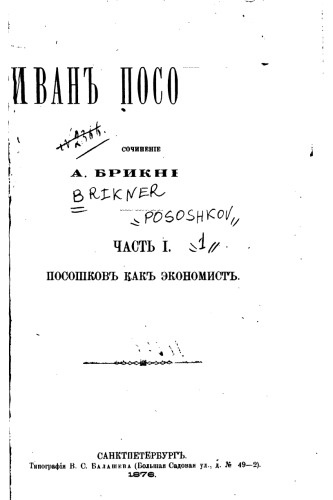 ИВАНЪ ПОСО
СОЧИНЕНІЕ
А. БРИКНЕ
BRIKNER
„POSOSHKOV„
ЧАСТЬ I.
„1„
ПОСОШКОВЪ КАКЪ ЭКОНОМИСТЪ.
САНКТПЕТЕРБУРГЪ.
Типографія В. С. Балашева (Большая Садовая ул., д. № 49—2).
1876.